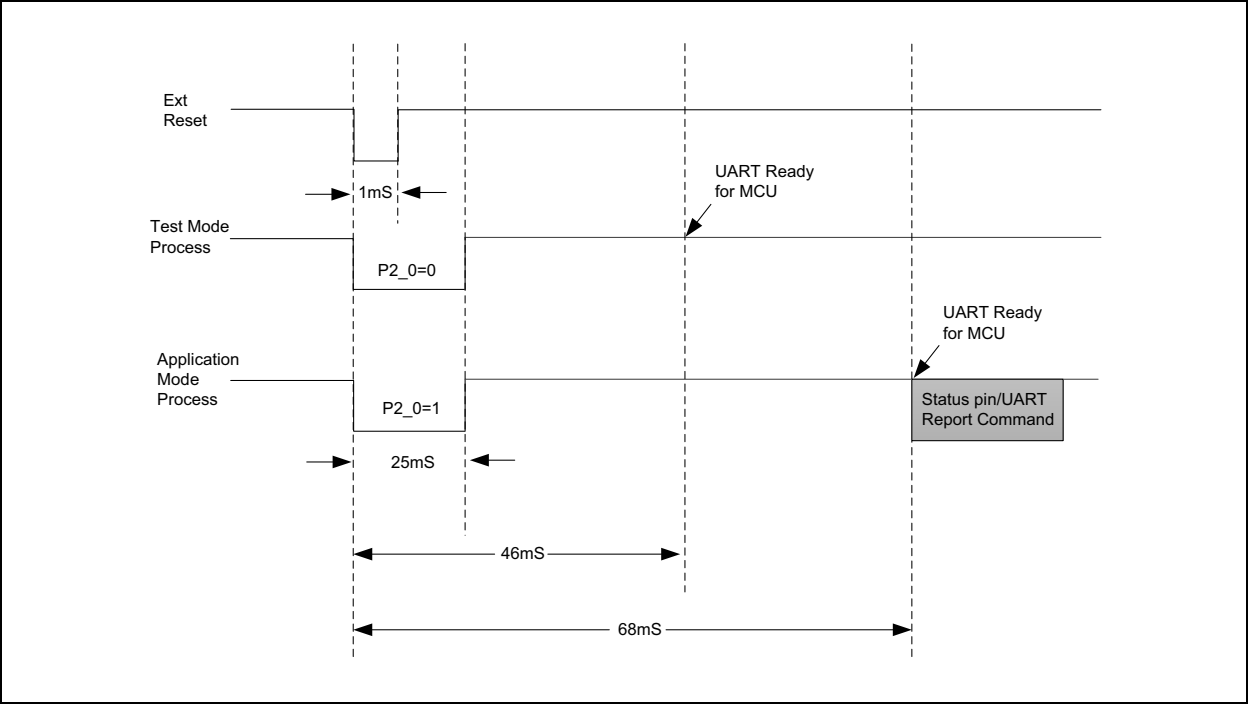 Ext
Reset
1mS
UART Ready
for MCU
Test Mode
Process
P2_0=0
UART Ready
for MCU
Application
Mode
Process
P2_0=1
Status pin/UART
Report Command
25mS
46mS
68mS